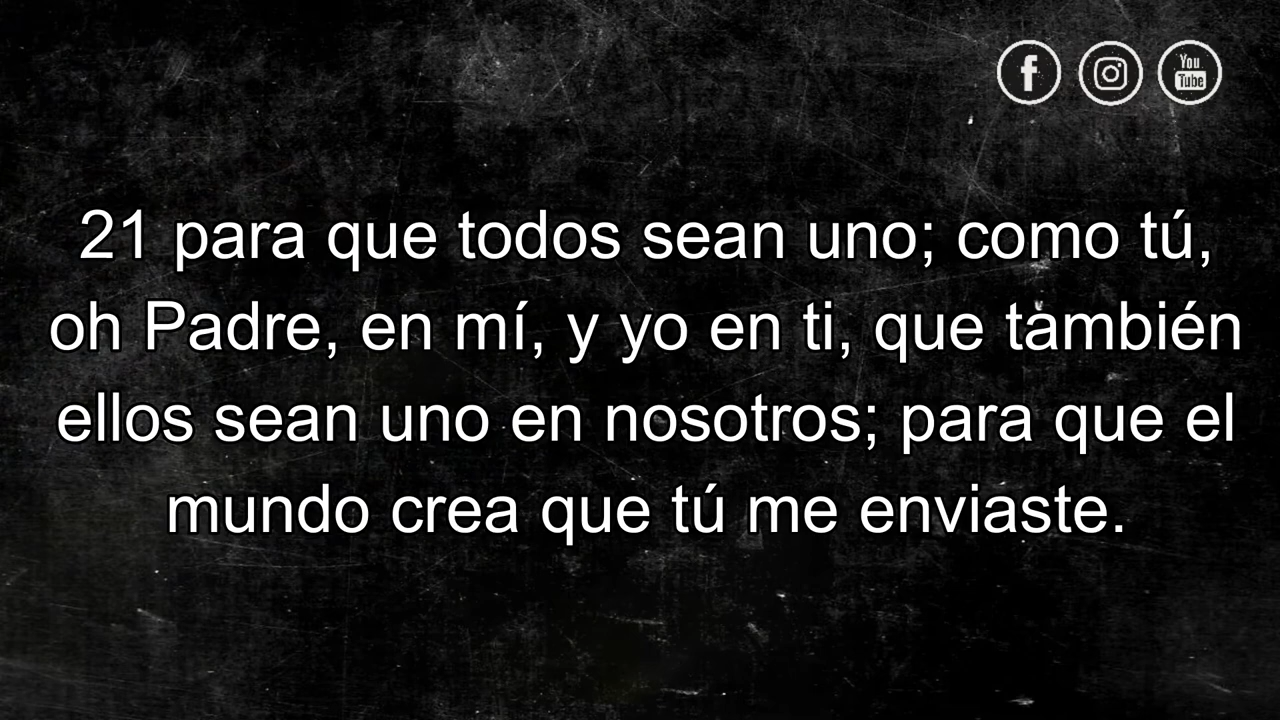 You
Tube
21 para que todos sean uno; como tú,
oh Padre, en mí, y yo en ti, que también
ellos sean uno en nosotros; para que el
mundo crea que tú me enviaste.